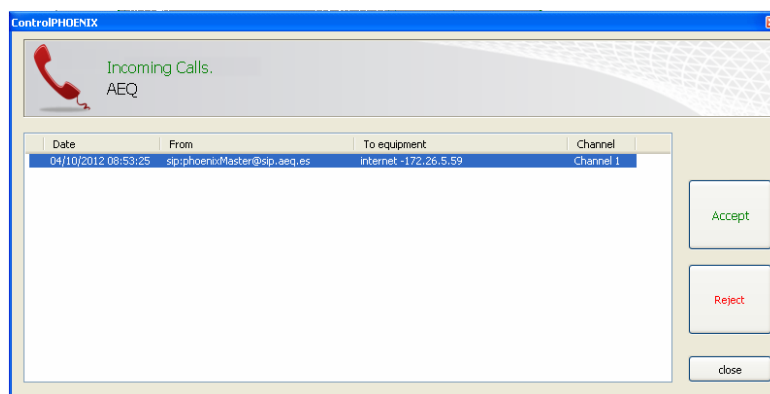 ControlPHOENIX
Incoming Calls.
AEQ
Date From To equipment Channel
04/10/2012 08:53:25 sip:phoenixMaster@sip.aeq.es internet -172.26.5.59 Channel 1
Accept
Reject
close